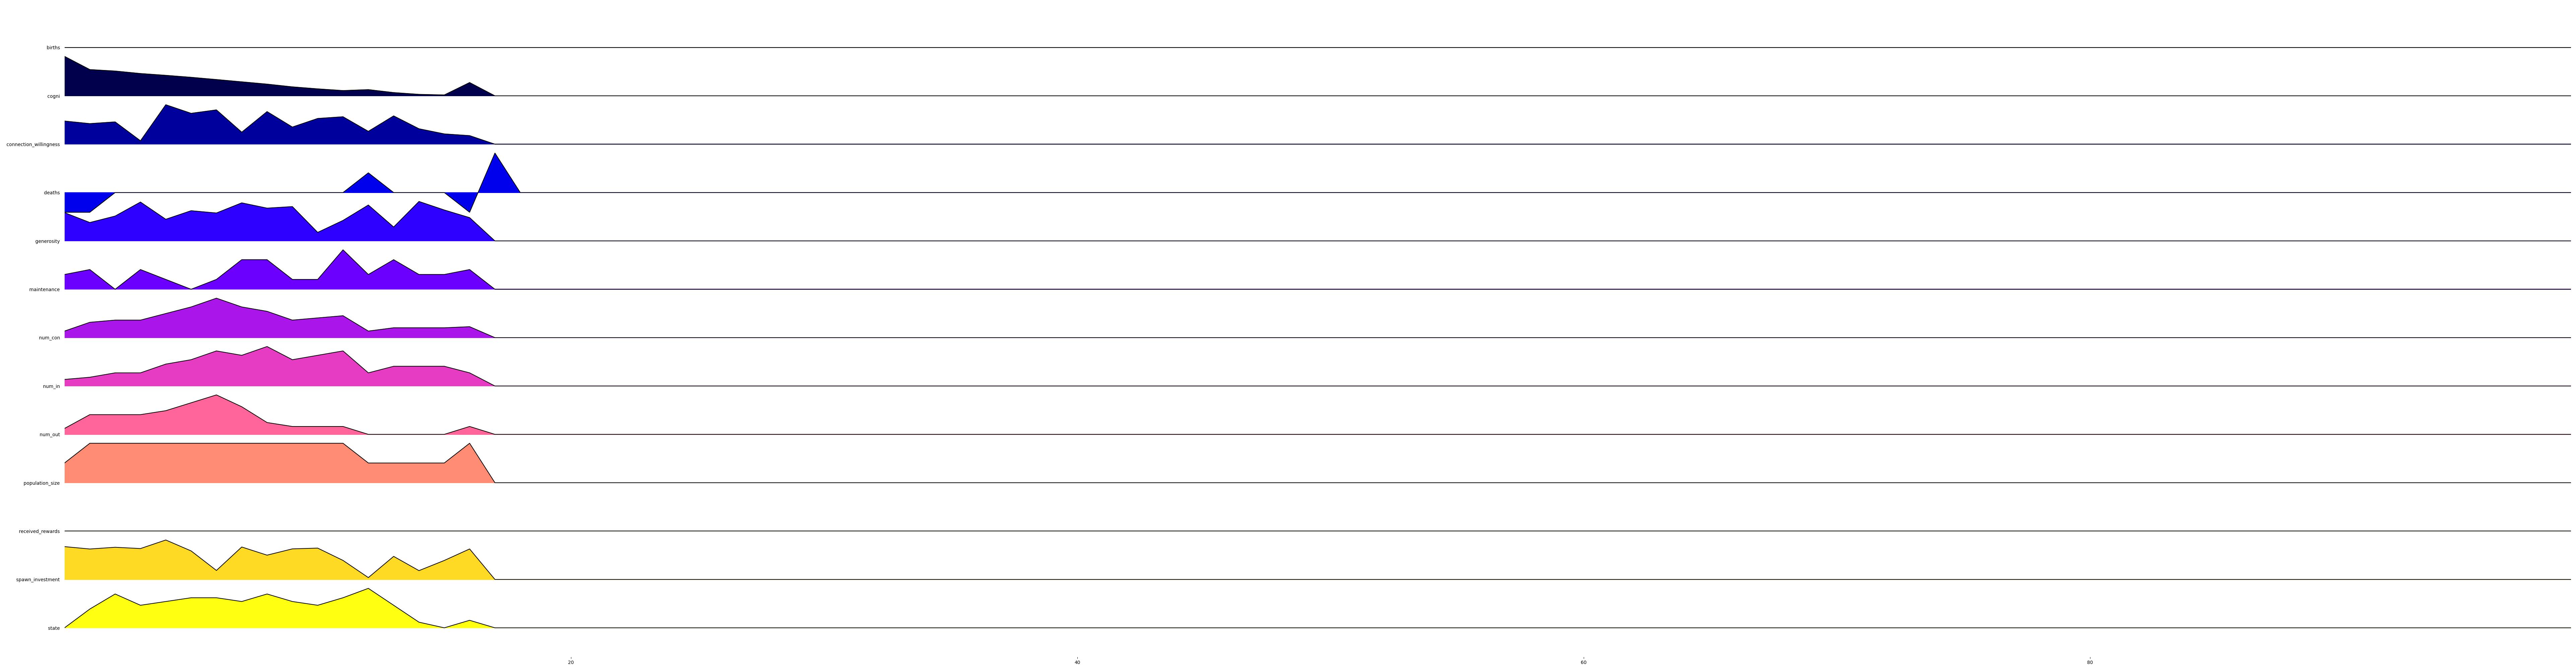 births
cogni
connection_willingness
deaths
generosity
maintenance
num_con
num_in
num_out
population_size
received_rewards
spawn_investment
state
20
40
60
80